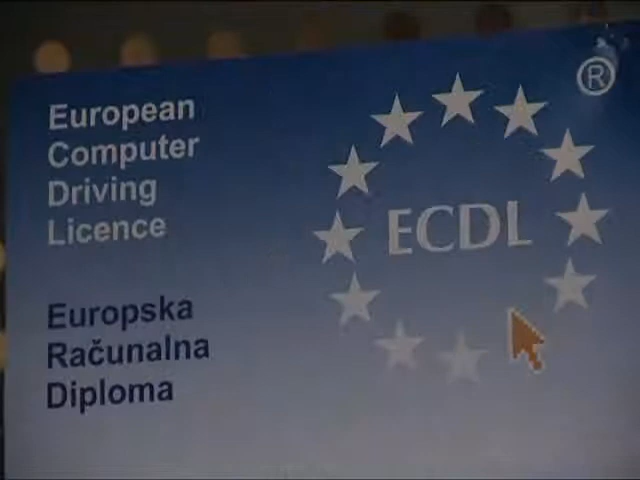 European
Computer
Driving
Licence
Europska
Računalna
Diploma
ECDL
®